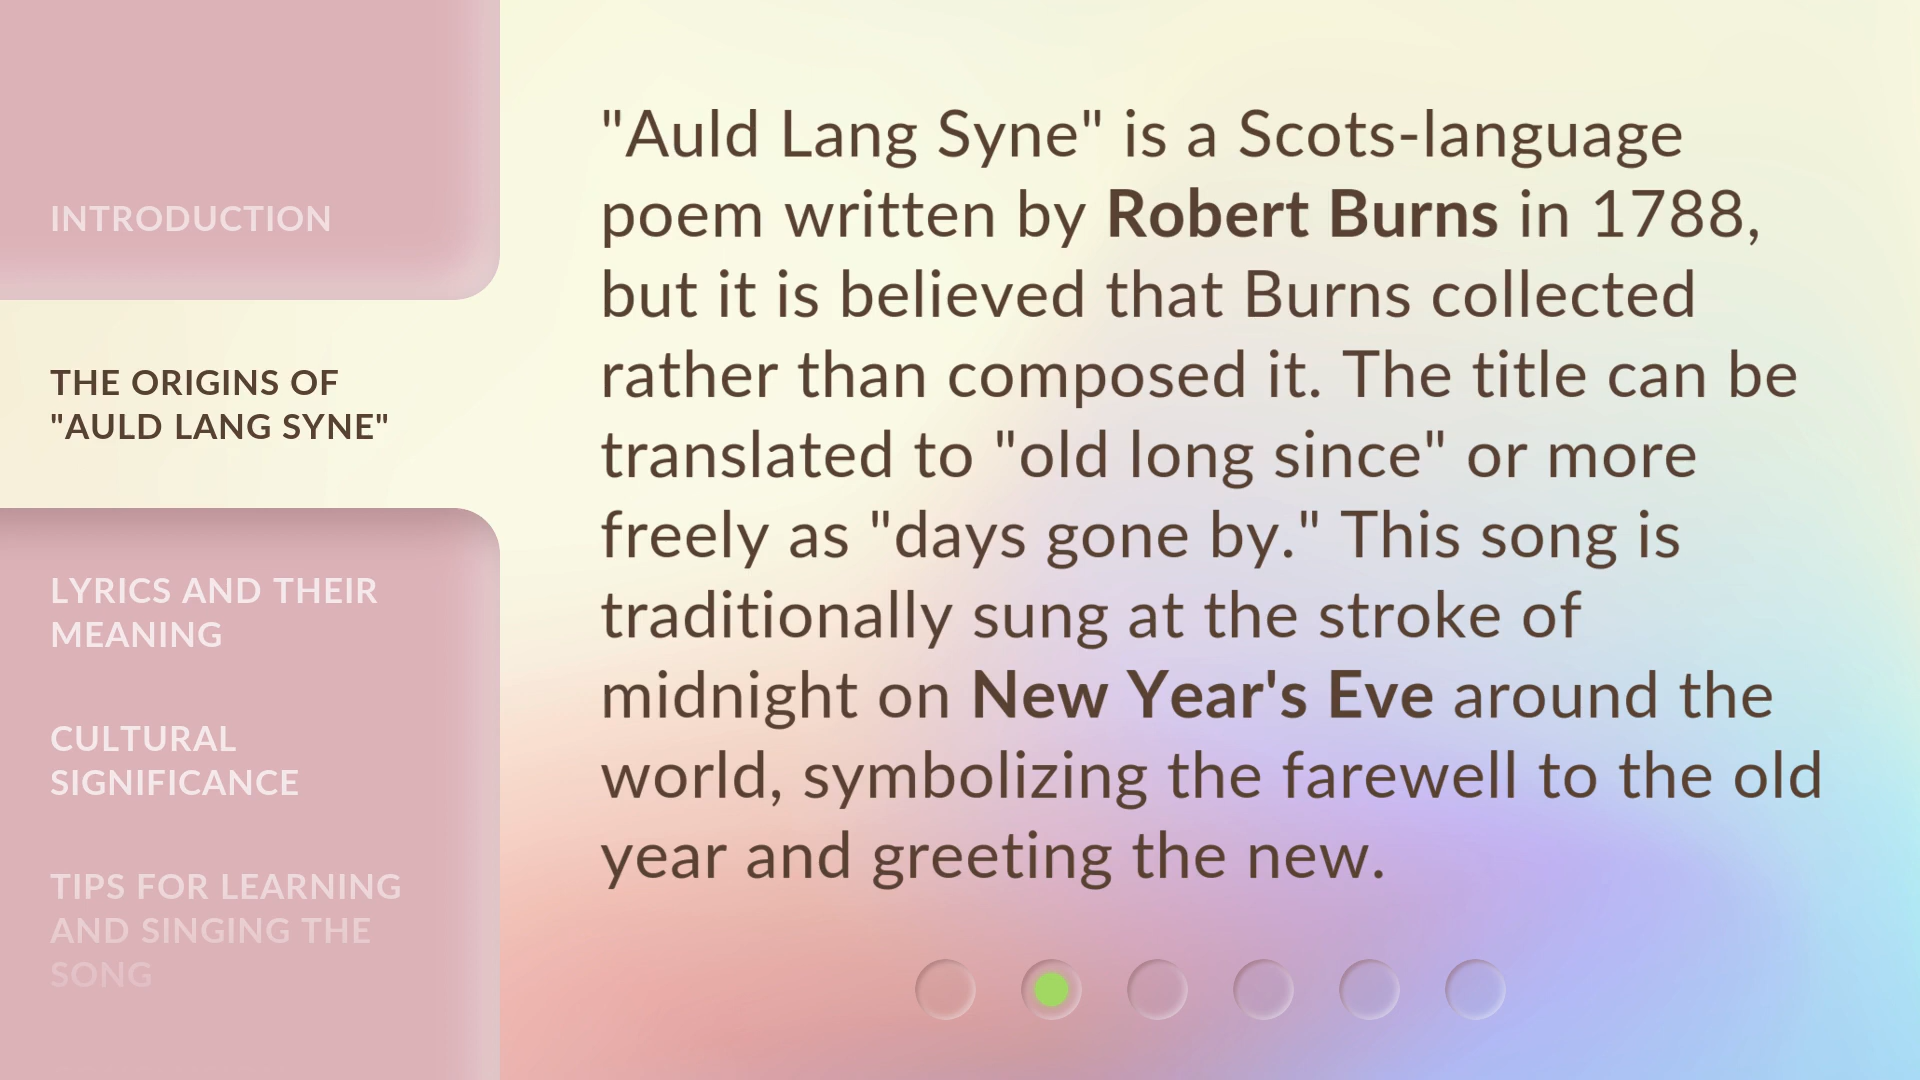 INTRODUCTION
THE ORIGINS OF
"AULD LANG SYNE"
LYRICS AND THEIR
MEANING
CULTURAL
SIGNIFICANCE
TIPS FOR LEARNING
AND SINGING THE
SONG
"Auld Lang Syne" is a Scots-language
poem written by Robert Burns in 1788,
but it is believed that Burns collected
rather than composed it. The title can be
translated to "old long since" or more
freely as "days gone by." This song is
traditionally sung at the stroke of
midnight on New Year's Eve around the
world, symbolizing the farewell to the old
year and greeting the new.